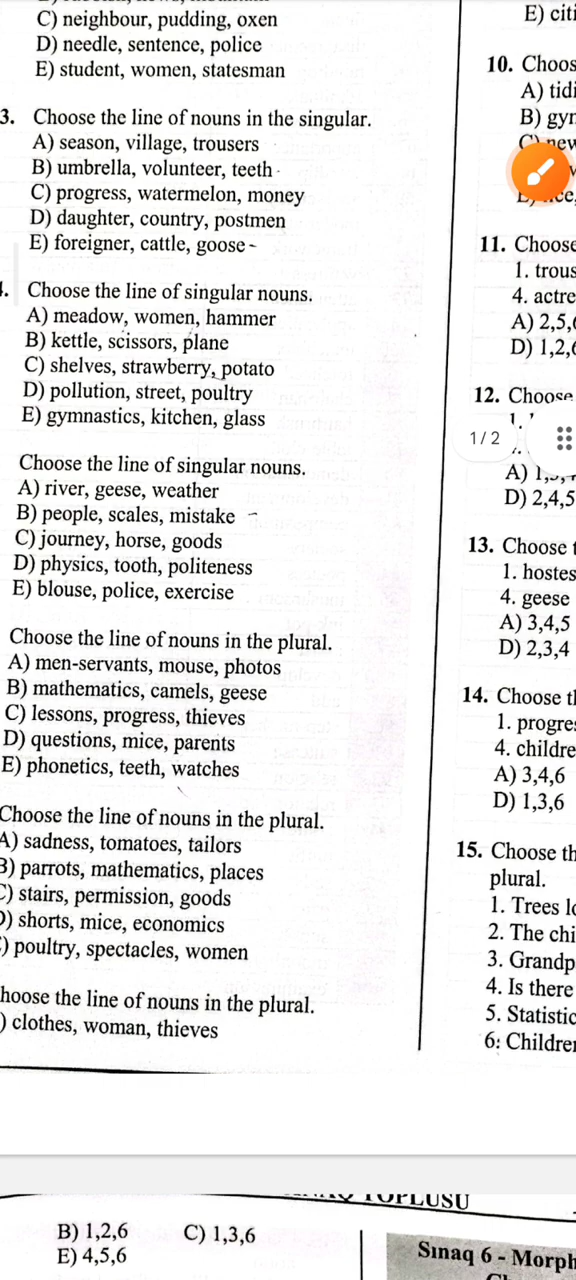 C) neighbour, pudding, oxen
D) needle, sentence, police
E) student, women, statesman
3. Choose the line of nouns in the singular.
A) season, village, trousers
B) umbrella, volunteer, teeth
C) progress, watermelon, money
D) daughter, country, postmen
E) foreigner, cattle, goose
Choose the line of singular nouns.
A) meadow, women, hammer
B) kettle, scissors, plane
C) shelves, strawberry, potato
D) pollution, street, poultry
E) gymnastics, kitchen, glass
Choose the line of singular nouns.
A) river, geese, weather
B) people, scales, mistake
C) journey, horse, goods
D) physics, tooth, politeness
E) blouse, police, exercise
Choose the line of nouns in the plural.
A) men-servants, mouse, photos
B) mathematics, camels, geese
C) lessons, progress, thieves
D) questions, mice, parents
E) phonetics, teeth, watches
Choose the line of nouns in the plural.
A) sadness, tomatoes, tailors
B) parrots, mathematics, places
C) stairs, permission, goods
D) shorts, mice, economics
) poultry, spectacles, women
hoose the line of nouns in the plural.
) clothes, woman, thieves
E) citi
10. Choos
A) tidi
B) gyr
C) new
11. Choose
1. trous
4. actre
A) 2,5,
D) 1,2,
12. Choose
1/2
D) 2,4,5
13. Choose
1. hostes
4. geese
A) 3,4,5
D) 2,3,4
14. Choose th
1. progre
4. childre
A) 3,4,6
D) 1,3,6
15. Choose th
plural.
1. Trees
2. The chi
3. Grandp
4. Is there
5. Statistic
6: Childre
TOPLUSU
B) 1,2,6 C) 1,3,6
E) 4,5,6
Sınaq 6 - Morph